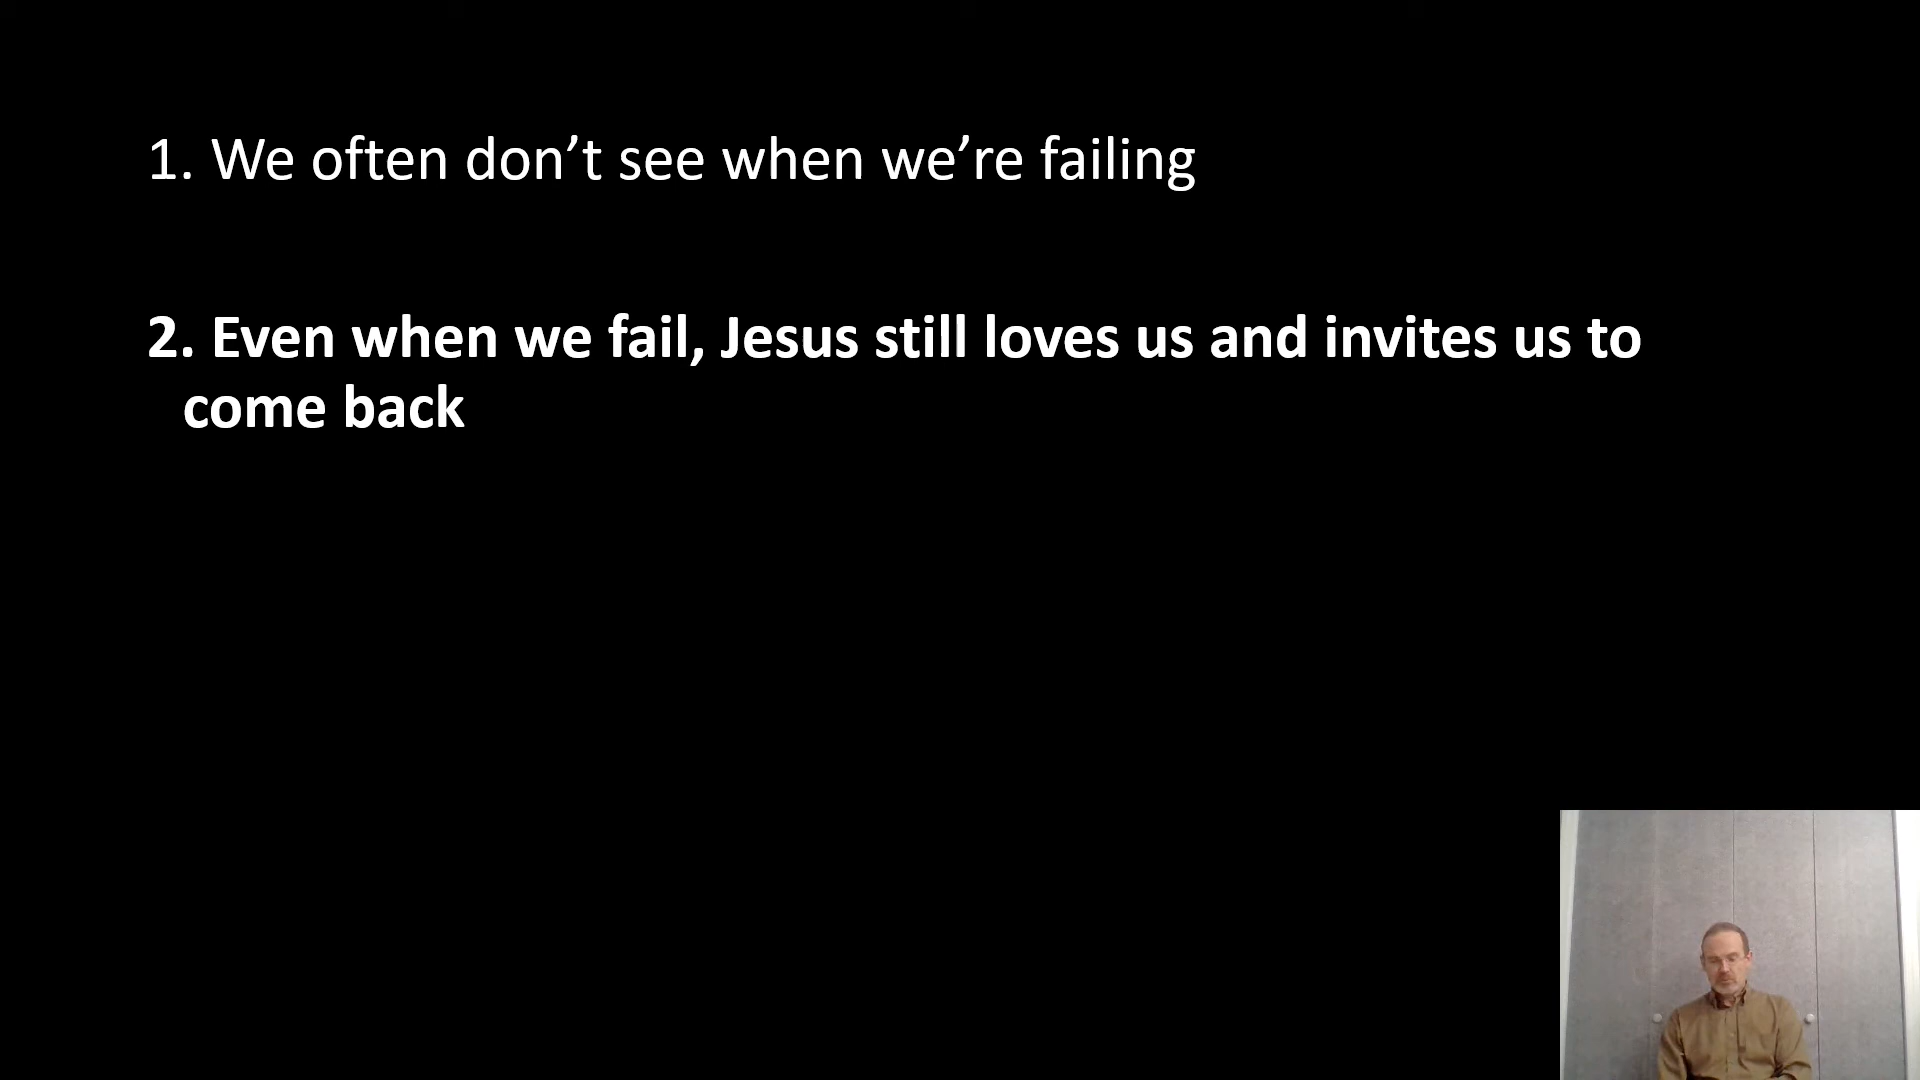 1. We often don’t see when we’re failing
2. Even when we fail, Jesus still loves us and invites us to
come back